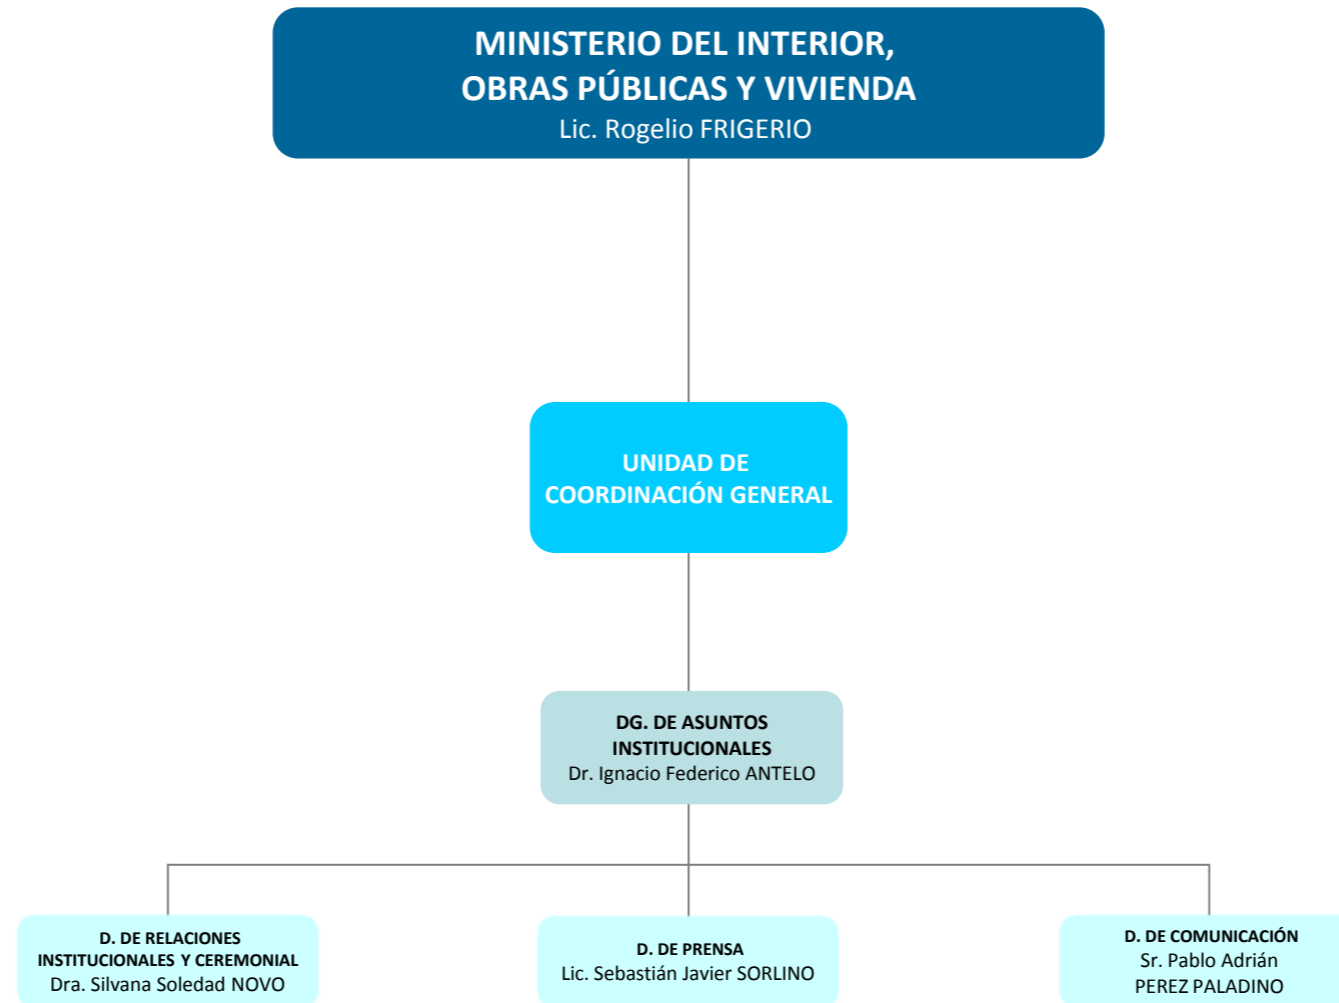 MINISTERIO DEL INTERIOR,
OBRAS PÚBLICAS Y VIVIENDA
Lic. Rogelio FRIGERIO
UNIDAD DE
COORDINACIÓN GENERAL
DG. DE ASUNTOS
INSTITUCIONALES
Dr. Ignacio Federico ANTELO
D. DE RELACIONES
INSTITUCIONALES Y CEREMONIAL
Dra. Silvana Soledad NOVO
D. DE PRENSA
Lic. Sebastián Javier SORLINO
D. DE COMUNICACIÓN
Sr. Pablo Adrián
PEREZ PALADINO